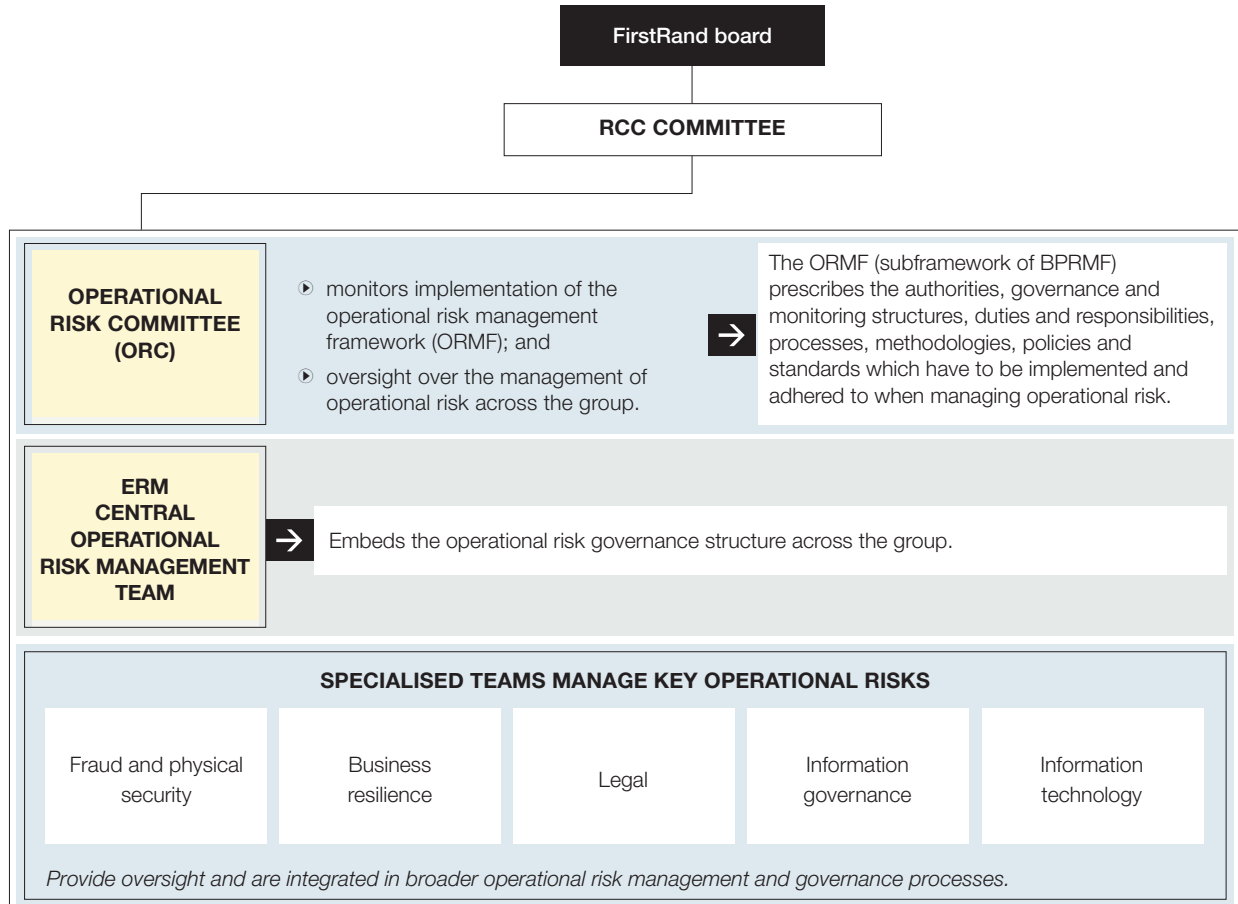 FirstRand board
RCC COMMITTEE
OPERATIONAL
RISK COMMITTEE
(ORC)
monitors implementation of the
operational risk management
framework (ORMF); and
oversight over the management of
operational risk across the group.
The ORMF (subframework of BPRMF)
prescribes the authorities, governance and
monitoring structures, duties and responsibilities,
processes, methodologies, policies and
standards which have to be implemented and
adhered to when managing operational risk.
ERM
CENTRAL
OPERATIONAL
RISK MANAGEMENT
TEAM
Embeds the operational risk governance structure across the group.
SPECIALISED TEAMS MANAGE KEY OPERATIONAL RISKS
Fraud and physical
security
Business
resilience
Legal
Information
governance
Information
technology
Provide oversight and are integrated in broader operational risk management and governance processes.